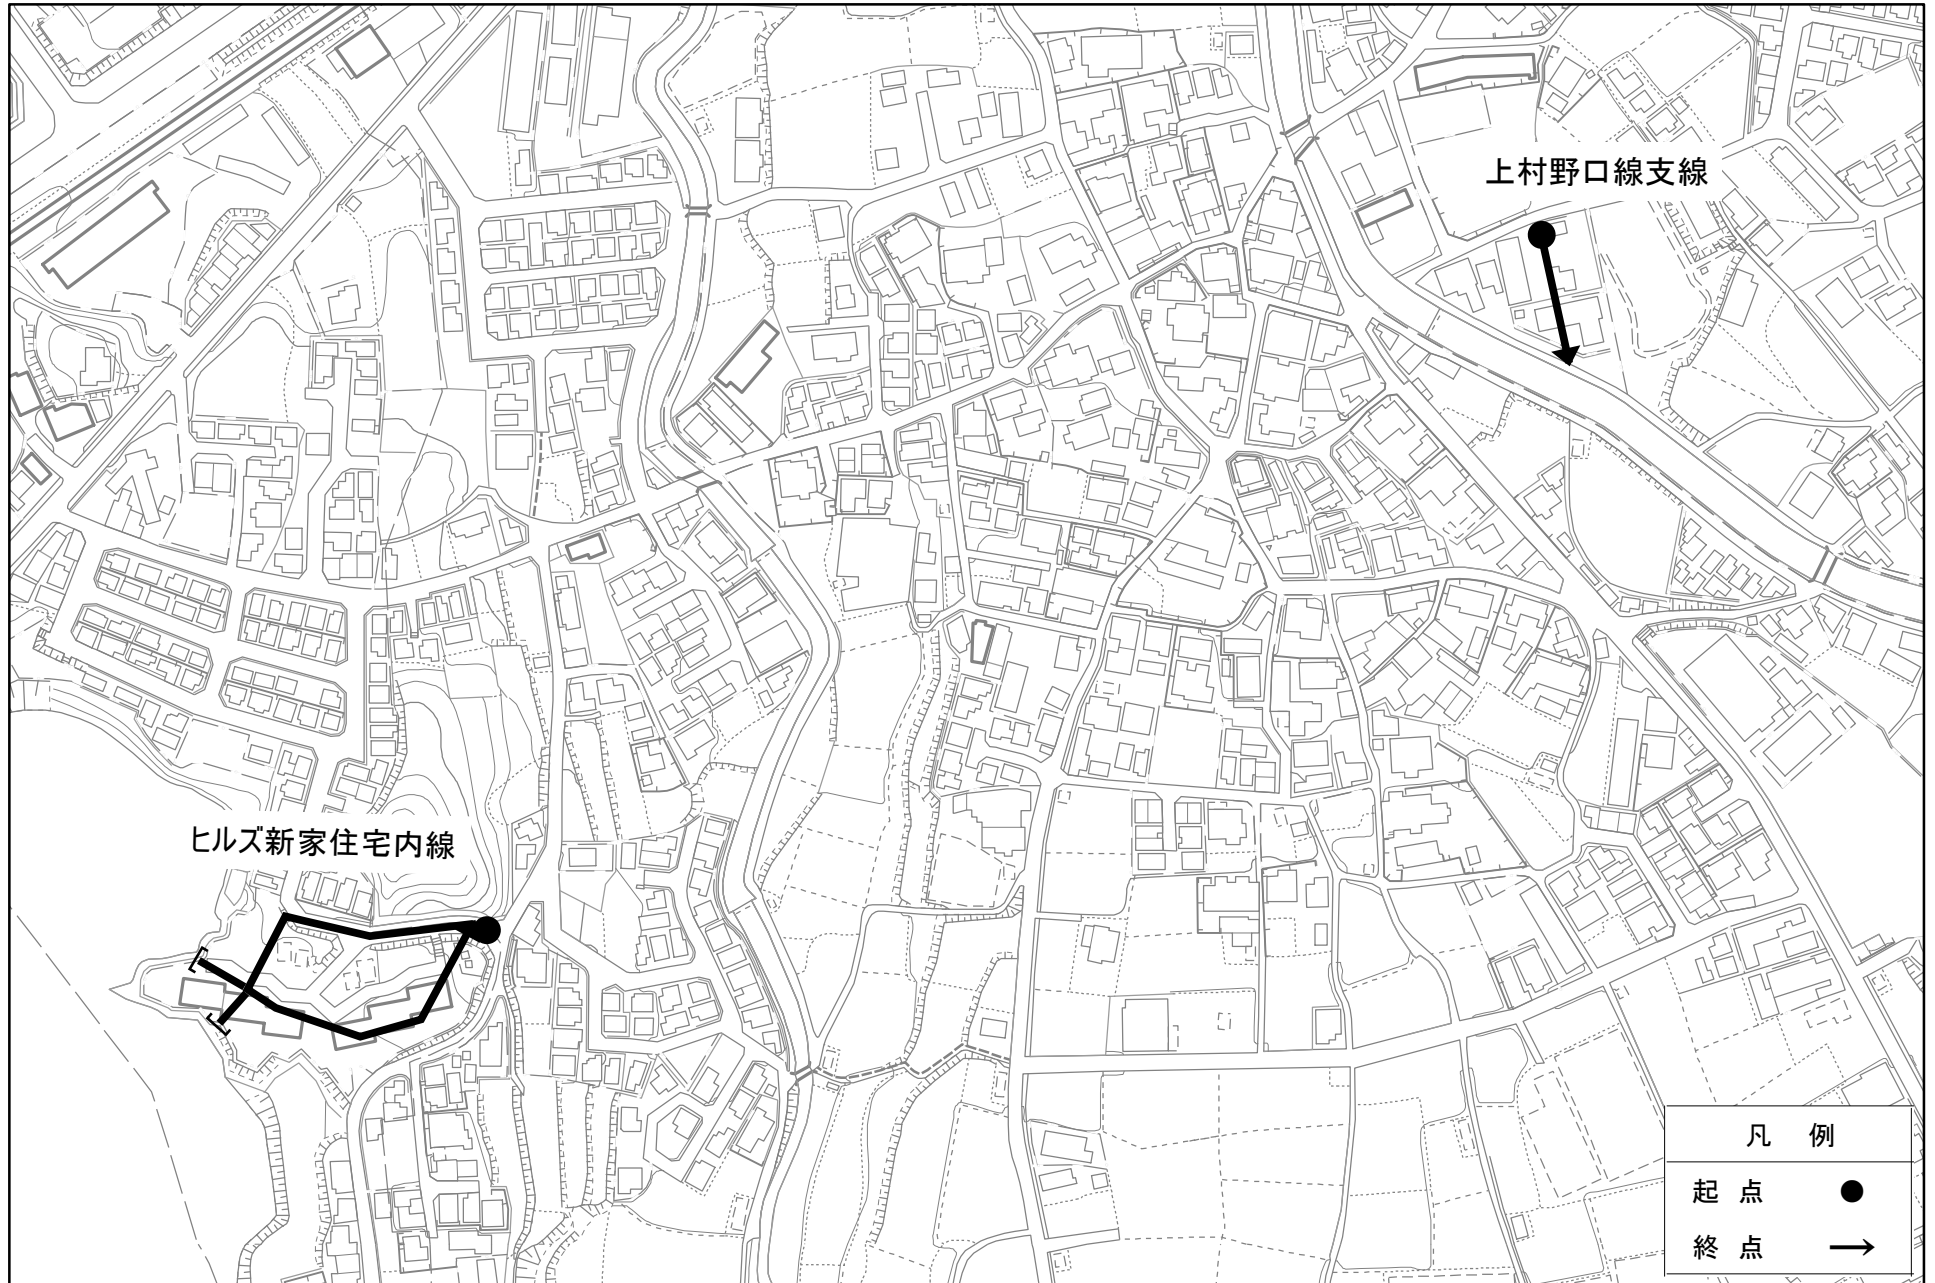 上村野口線支線
ヒルズ新家住宅内線
凡 例
起 点
終 点